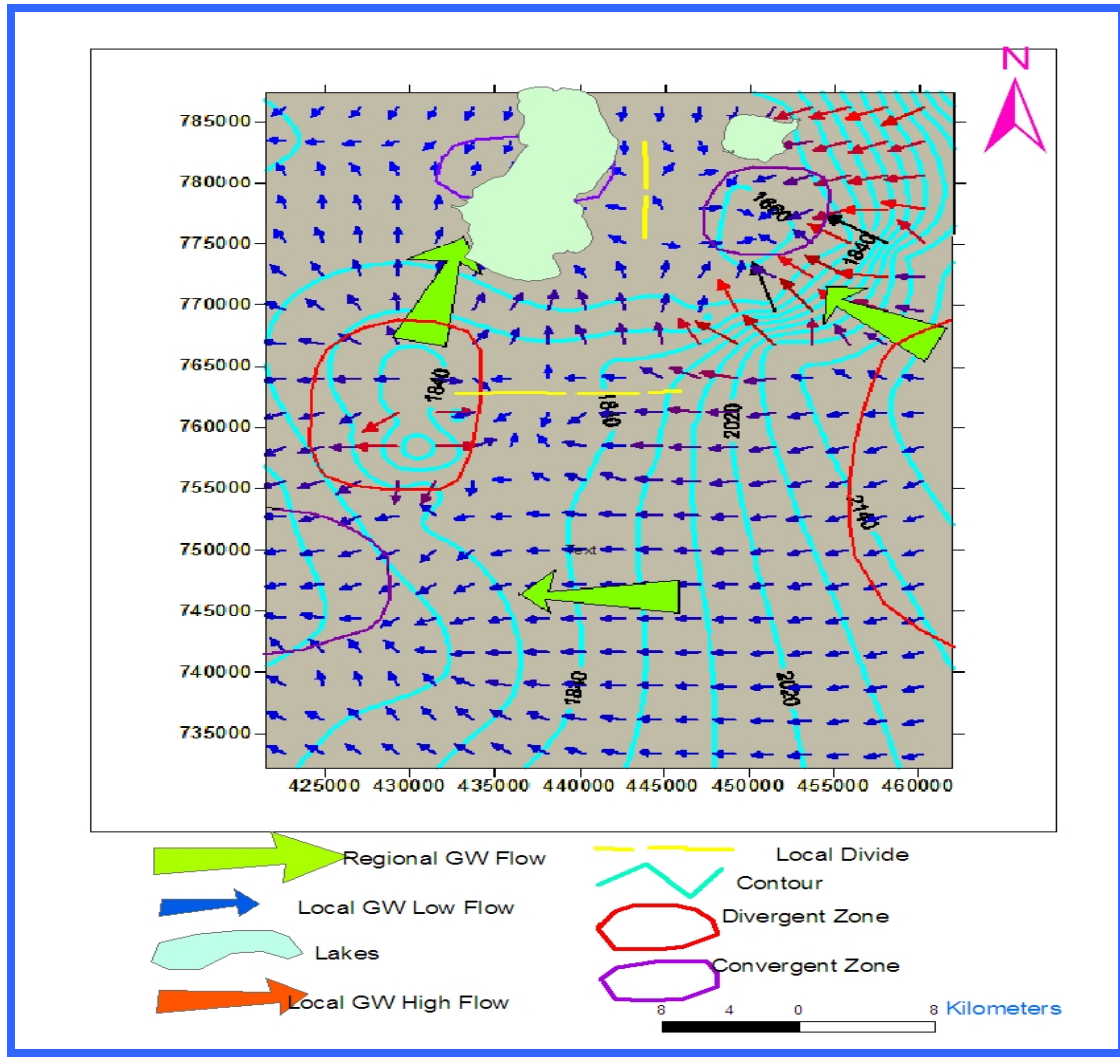 N
785000
780000
1660
775000
1840
770000
765000
1840
1810
2020
760000
755000
2140
750000
Text
745000
740000
1840
2020
735000
425000 430000 435000 440000 445000 450000 455000 460000
Regional GW Flow
Local Divide
Contour
Local GW Low Flow
Divergent Zone
Lakes
Convergent Zone
Local GW High Flow
8 4 0 8 Kilometers